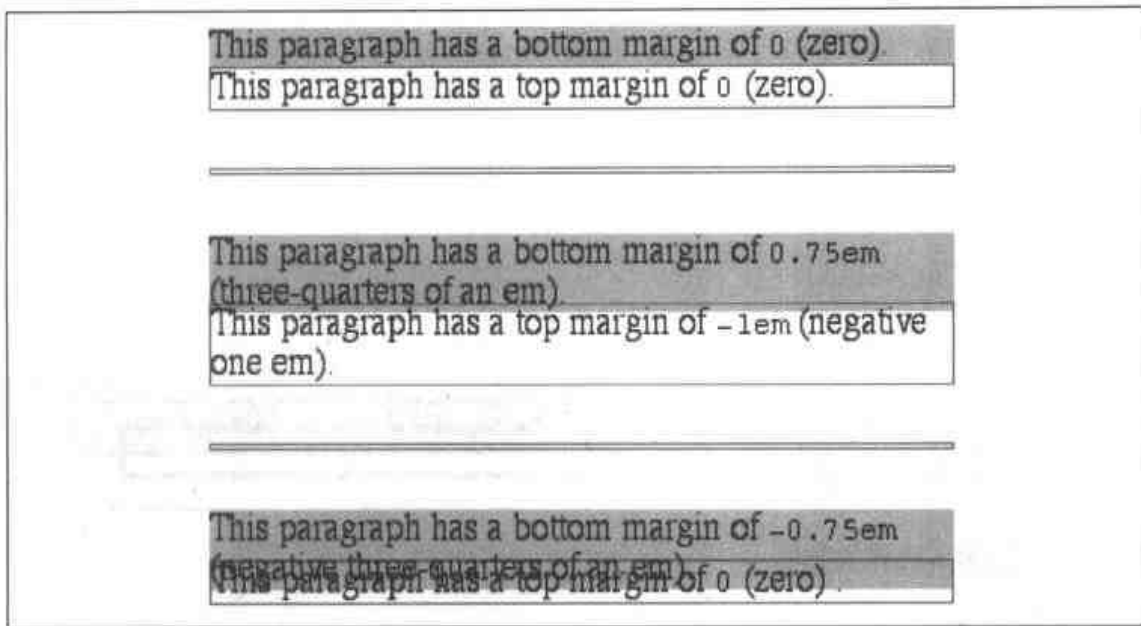 This paragraph has a bottom margin of 0 (zero).
This paragraph has a top margin of 0 (zero).
This paragraph has a bottom margin of 0.75em
(three-quarters of an em).
This paragraph has a top margin of -1em (negative
one em).
This paragraph has a bottom margin of -0.75em
(negative three-quarters of an em).
This paragraph has a top margin of 0 (zero) .